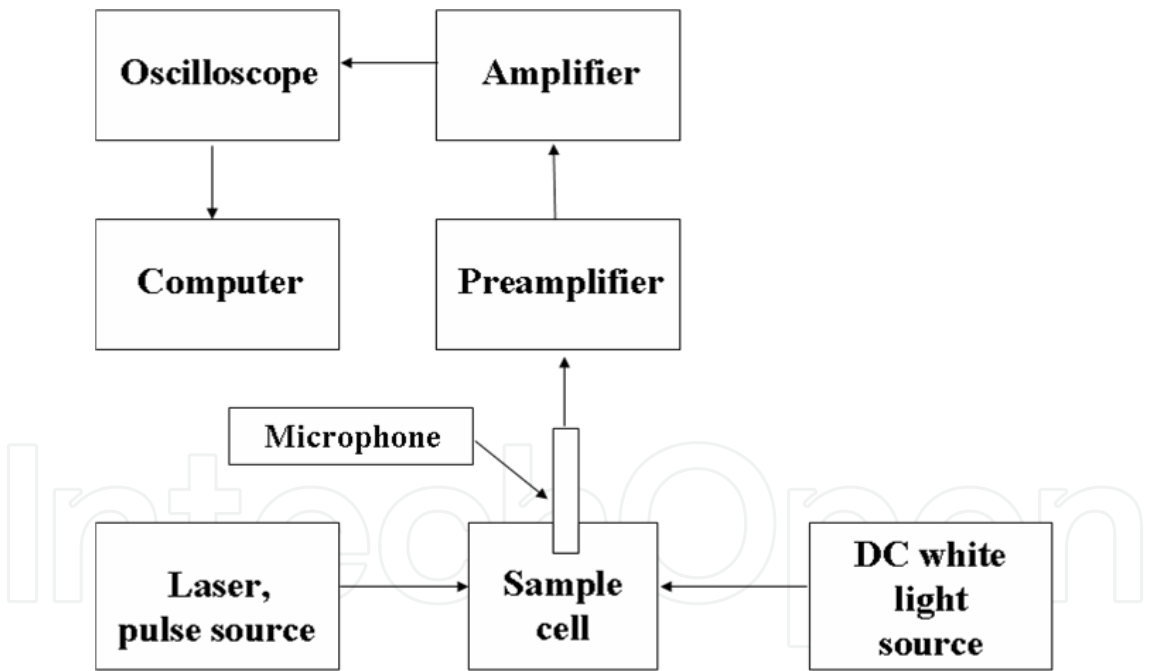 Oscilloscope
Amplifier
Computer
Preamplifier
Microphone
Laser,
pulse source
Sample
cell
DC white
light
source
IntechOpen